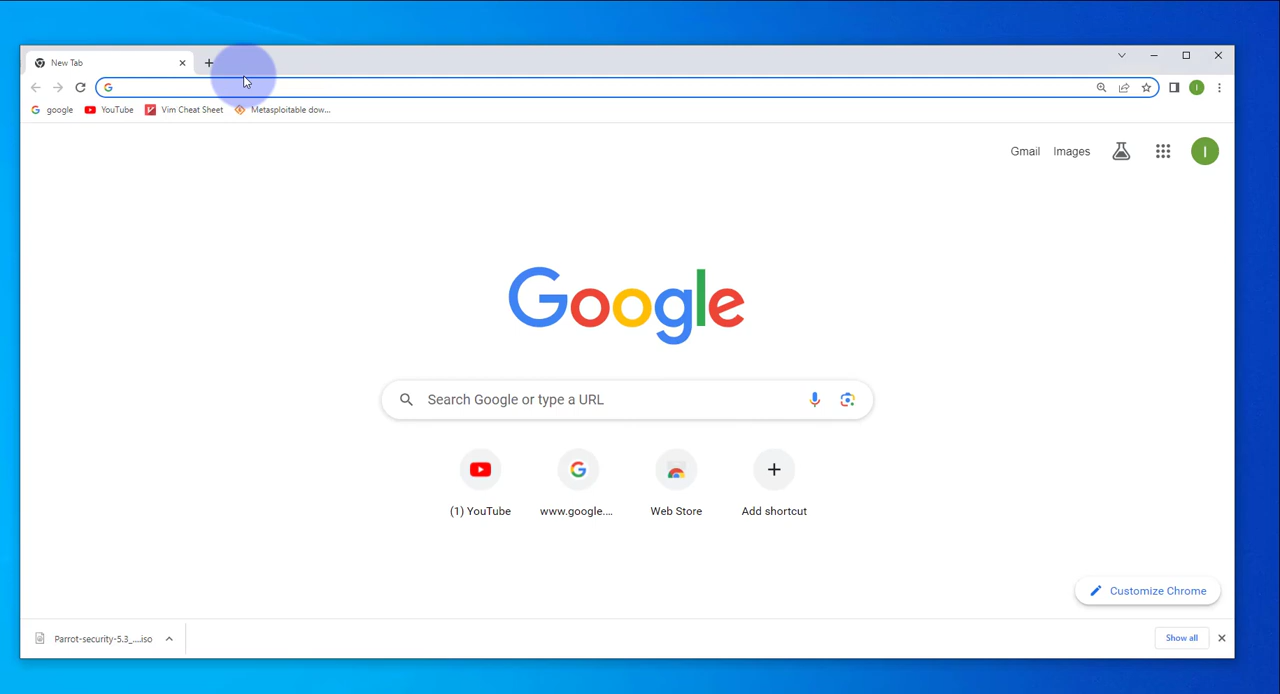 New Tab
google YouTube Vim Cheat Sheet Metasploitable dow...
Gmail Images I
Google
Search Google or type a URL
(1) YouTube www.google.... Web Store Add shortcut
Customize Chrome
Parrot-security-5.3_....iso Show all